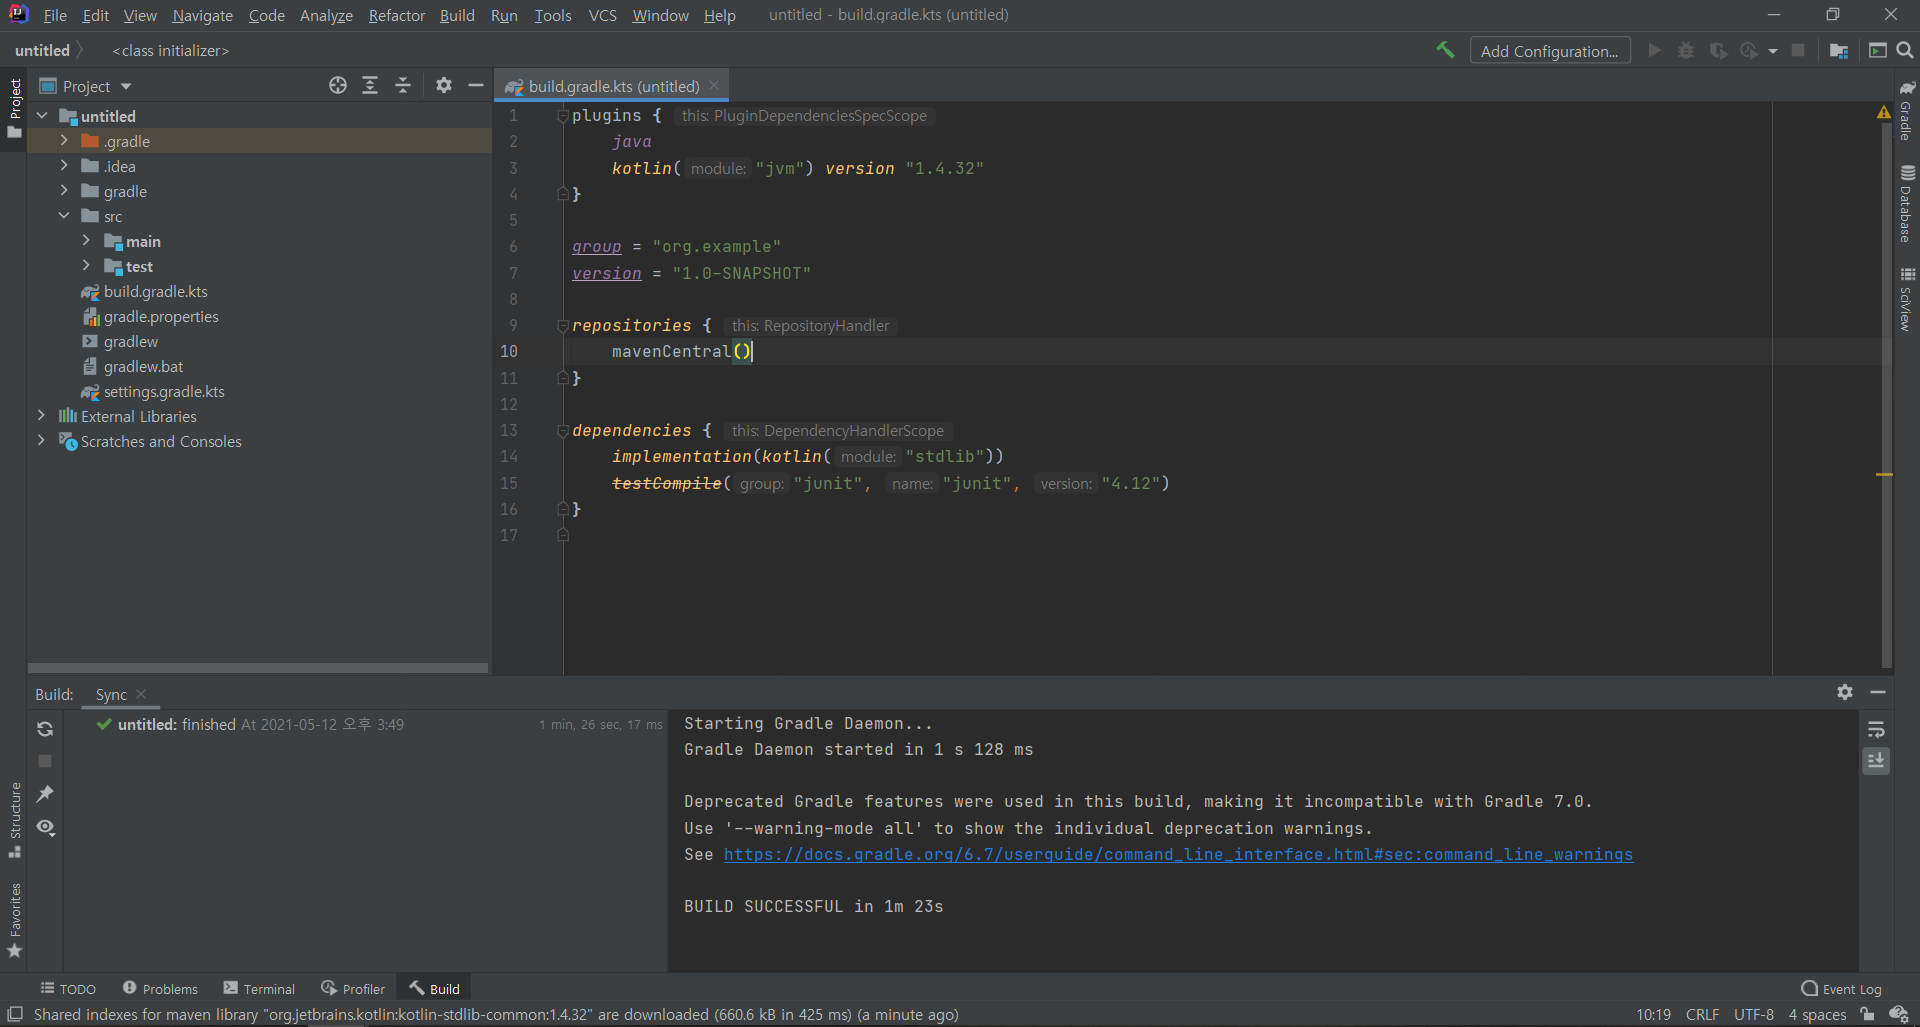 File Edit View Navigate Code Analyze Refactor Build Run Tools VCS Window Help untitled - build.gradle.kts (untitled)
untitled <class initializer> Add Configuration...
Project
Project
untitled
.gradle
.idea
gradle
src
main
test
build.gradle.kts
gradle.properties
gradlew
gradlew.bat
settings.gradle.kts
External Libraries
Scratches and Consoles
build.gradle.kts (untitled)
1 plugins { this: PluginDependenciesSpecScope
2 java
3 kotlin( module: "jvm") version "1.4.32"
4 }
5
6 group = "org.example"
7 version = "1.0-SNAPSHOT"
8
9 repositories { this: RepositoryHandler
10 mavenCentral()
11 }
12
13 dependencies { this: DependencyHandlerScope
14 implementation(kotlin( module: "stdlib"))
15 testCompile( group: "junit", name: "junit", version: "4.12")
16 }
17
Gradle
Database
SciView
Build: Sync
untitled: finished At 2021-05-12 오후 3:49 1 min, 26 sec, 17 ms
Starting Gradle Daemon...
Gradle Daemon started in 1 s 128 ms
Deprecated Gradle features were used in this build, making it incompatible with Gradle 7.0.
Use '--warning-mode all' to show the individual deprecation warnings.
See https://docs.gradle.org/6.7/userguide/command_line_interface.html#sec:command_line_warnings
BUILD SUCCESSFUL in 1m 23s
Structure
Favorites
TODO Problems Terminal Profiler Build Event Log
Shared indexes for maven library "org.jetbrains.kotlin:kotlin-stdlib-common:1.4.32" are downloaded (660.6 kB in 425 ms) (a minute ago) 10:19 CRLF UTF-8 4 spaces